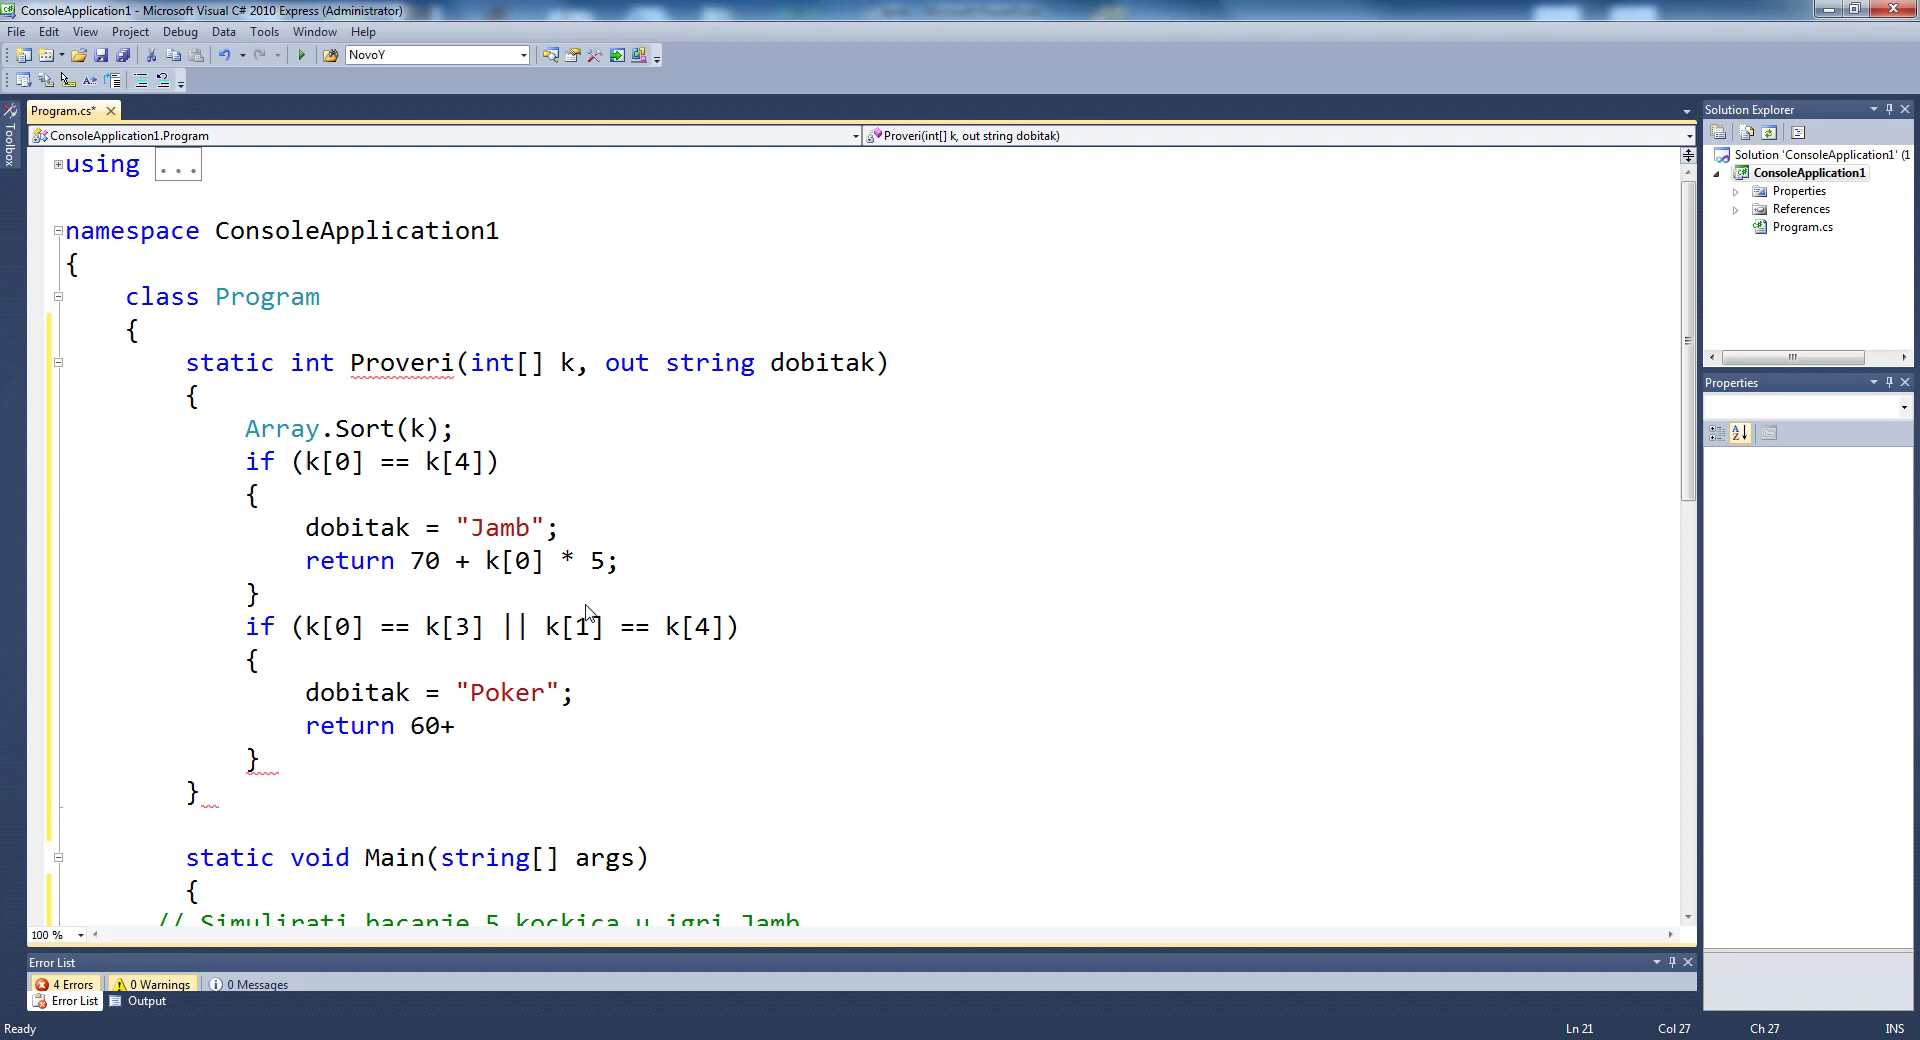 ConsoleApplication1 - Microsoft Visual C# 2010 Express (Administrator)
File Edit View Project Debug Data Tools Window Help
NovoY
Toolbox
Program.cs*
ConsoleApplication1.Program
Proveri(int[] k, out string dobitak)
using ...
namespace ConsoleApplication1
{
class Program
{
static int Proveri(int[] k, out string dobitak)
{
Array.Sort(k);
if (k[0] == k[4])
{
dobitak = "Jamb";
return 70 + k[0] * 5;
}
if (k[0] == k[3] || k[1] == k[4])
{
dobitak = "Poker";
return 60+
}
}
static void Main(string[] args)
{
// Simulirati bacanje 5 kockica u igri Jamb
100 %
Error List
4 Errors 0 Warnings 0 Messages
Error List Output
Ready
Ln 21 Col 27 Ch 27 INS
Solution Explorer
Solution 'ConsoleApplication1' (1
ConsoleApplication1
Properties
References
Program.cs
Properties